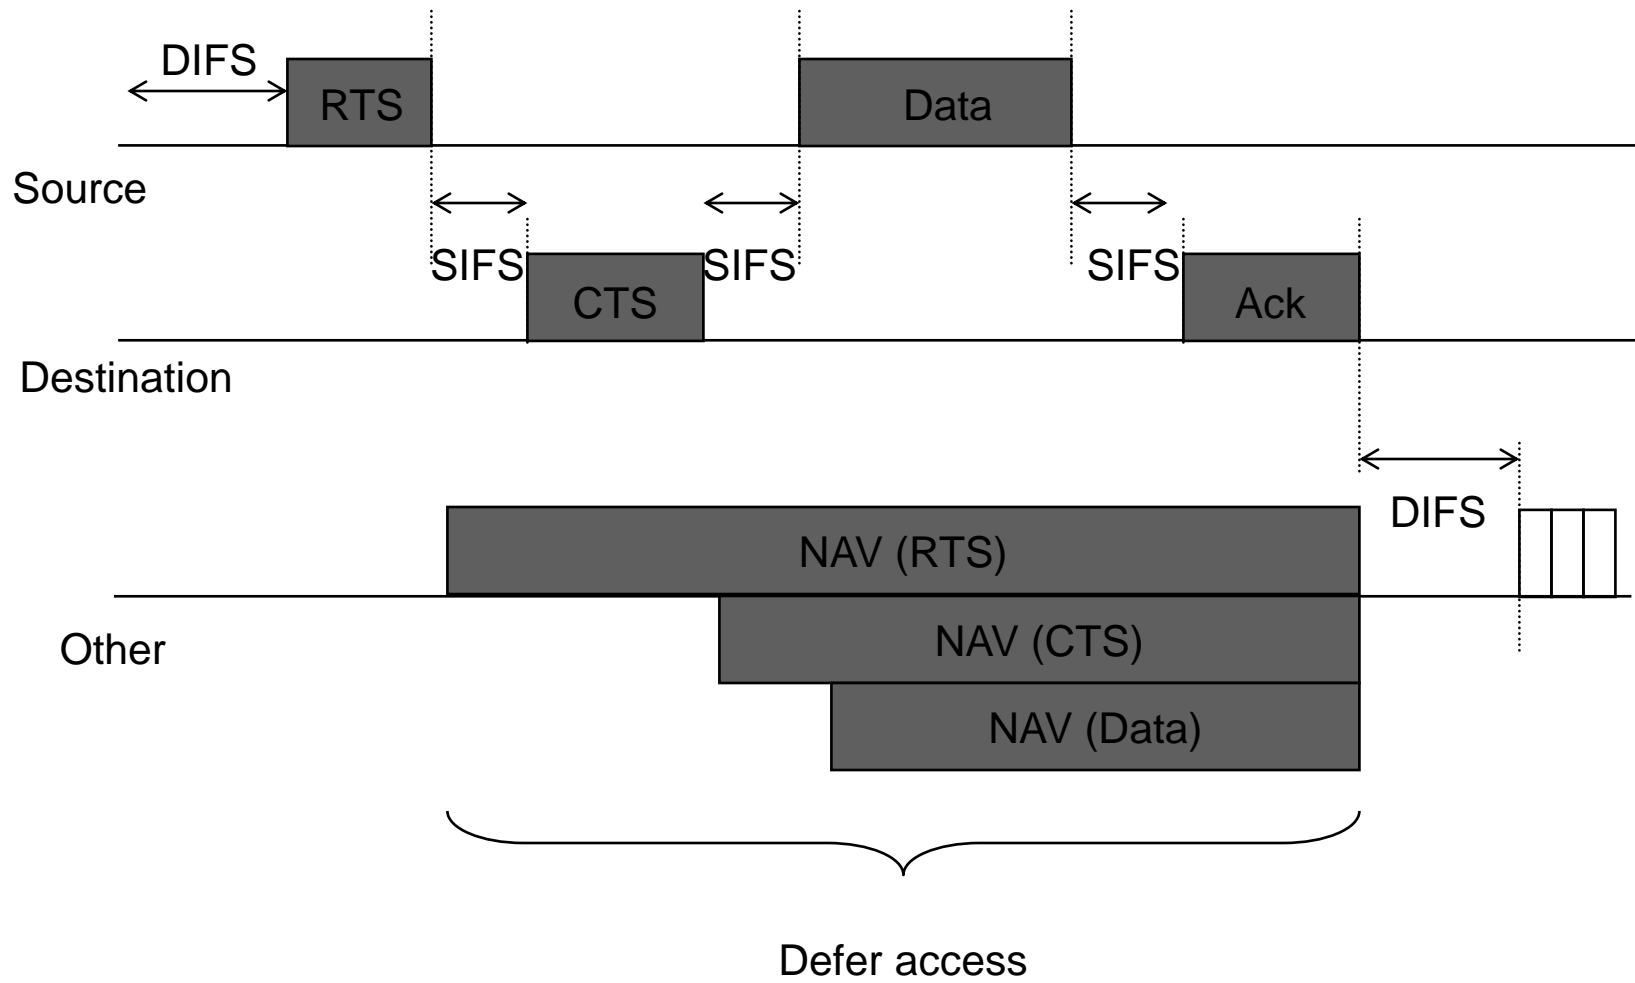 DIFS
RTS
Data
Source
SIFS
SIFS
SIFS
CTS
Ack
Destination
DIFS
NAV (RTS)
Other
NAV (CTS)
NAV (Data)
Defer access